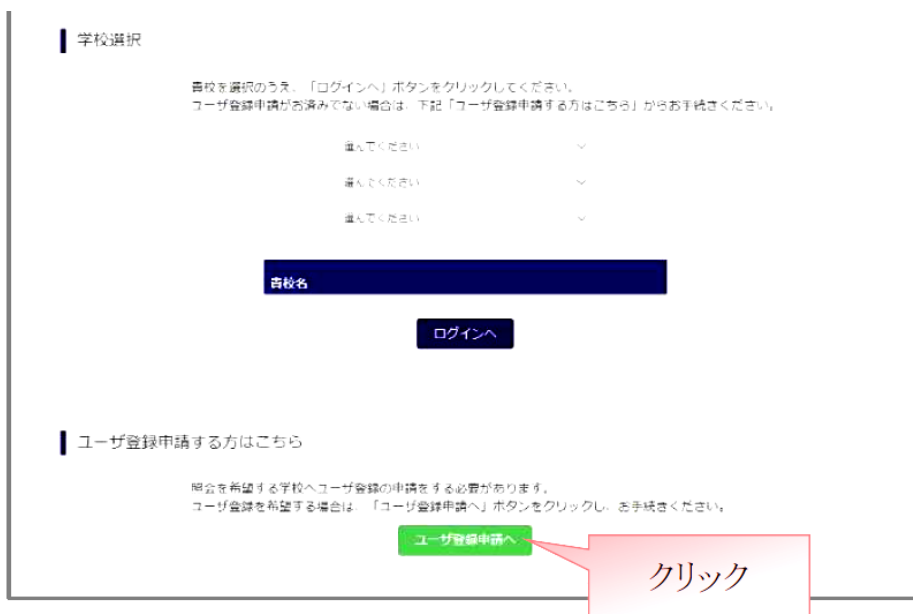 学校選択
貴校を選択のうえ、「ログインへ」ボタンをクリックしてください。
ユーザ登録申請がお済みでない場合は、下記「ユーザ登録申請する方はこちら」からお手続きください。
選んでください
選んでください
選んでください
貴校名
ログインへ
ユーザ登録申請する方はこちら
照会を希望する学校へユーザ登録の申請をする必要があります。
ユーザ登録を希望する場合は、「ユーザ登録申請へ」ボタンをクリックし、お手続きください。
ユーザ登録申請へ
クリック